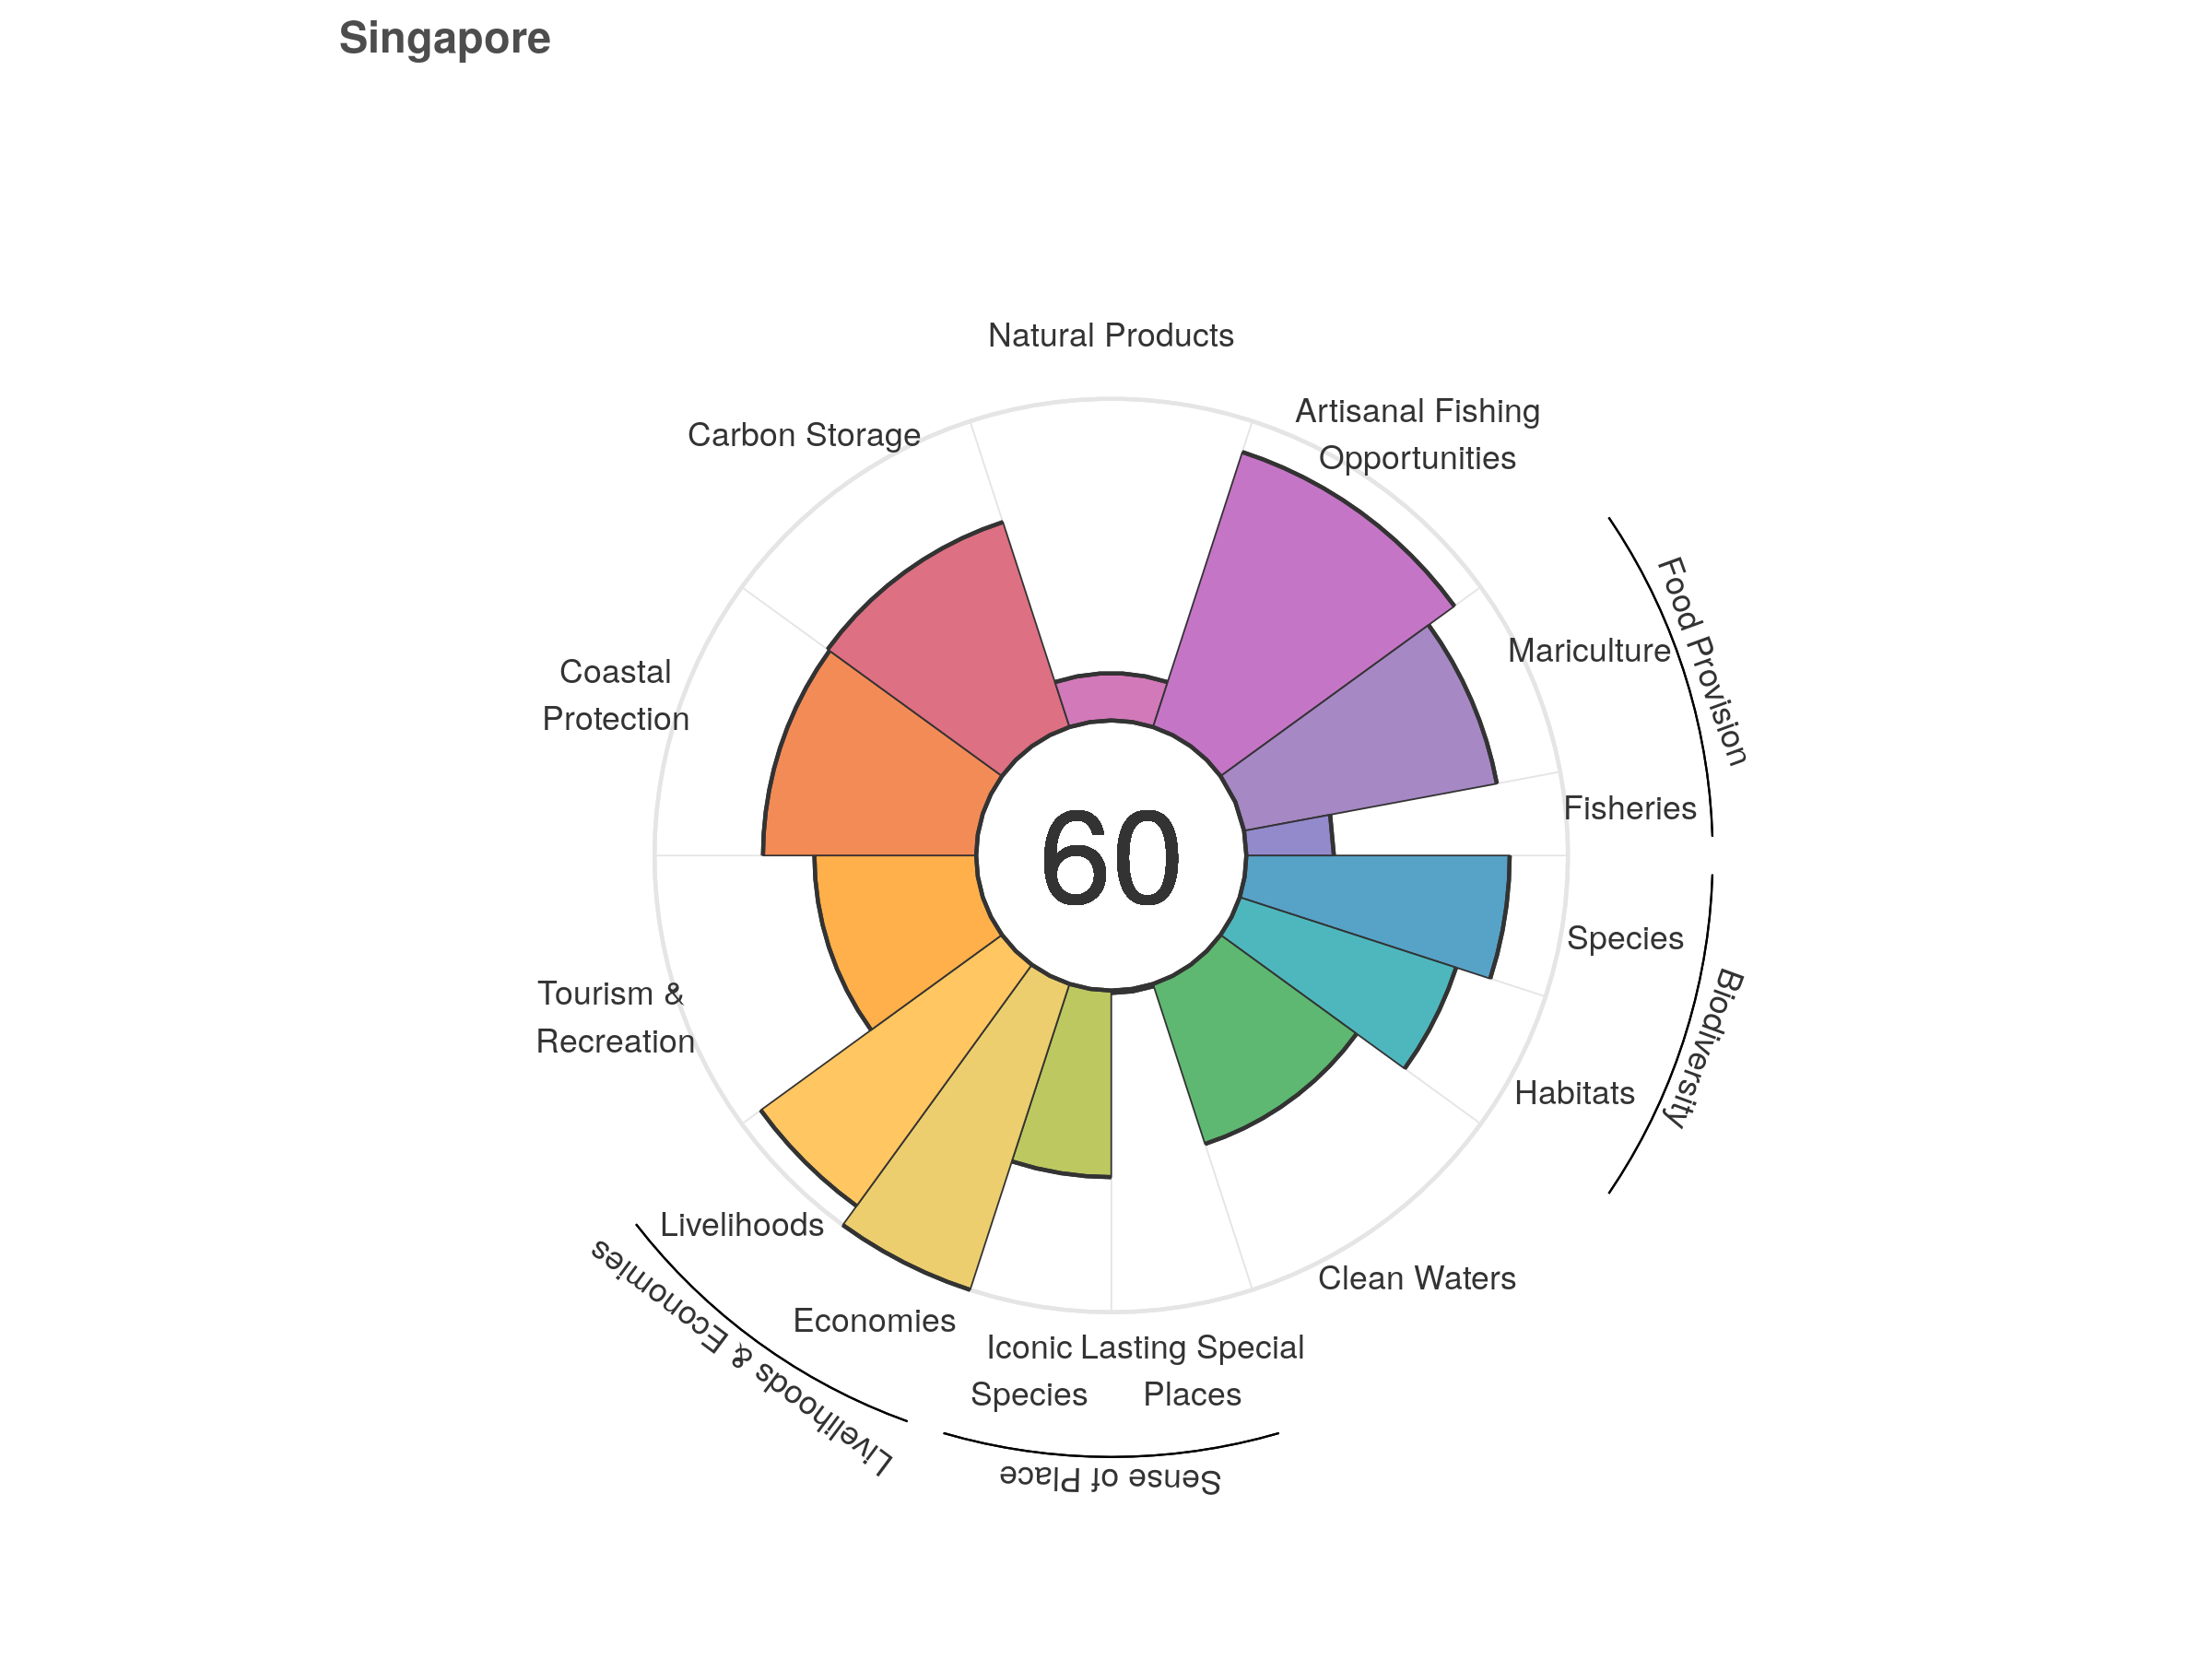 Singapore
Natural Products
Artisanal Fishing
Opportunities
Carbon Storage
Food Provision
Mariculture
Coastal
Protection
Fisheries
60
Species
Biodiversity
Tourism &
Recreation
Habitats
Livelihoods
Clean Waters
Economies
Livelihoods & Economies
Iconic
Species
Lasting Special
Places
Sense of Place